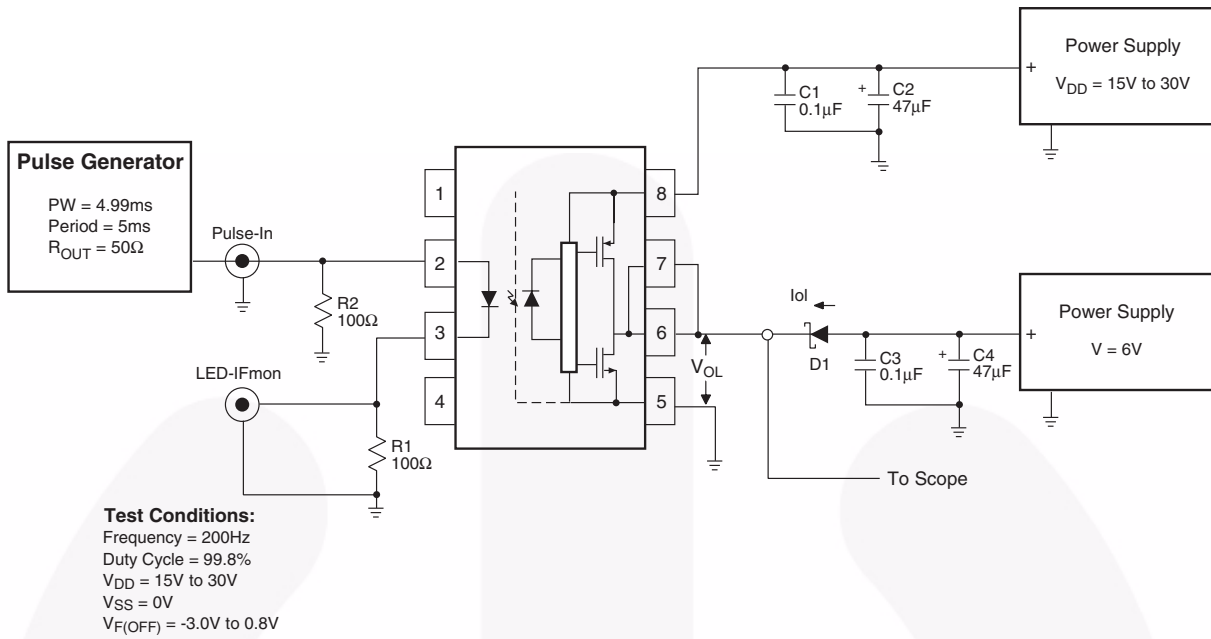 Power Supply
V_DD = 15V to 30V
+
C1
0.1μF
+
C2
47μF
Pulse Generator
PW = 4.99ms
Period = 5ms
R_OUT = 50Ω
Pulse-In
R2
100Ω
LED-IFmon
R1
100Ω
1
2
3
4
8
7
6
5
V_OL
Iol
D1
C3
0.1μF
+
C4
47μF
+
Power Supply
V = 6V
To Scope
Test Conditions:
Frequency = 200Hz
Duty Cycle = 99.8%
V_DD = 15V to 30V
V_SS = 0V
V_F(OFF) = -3.0V to 0.8V